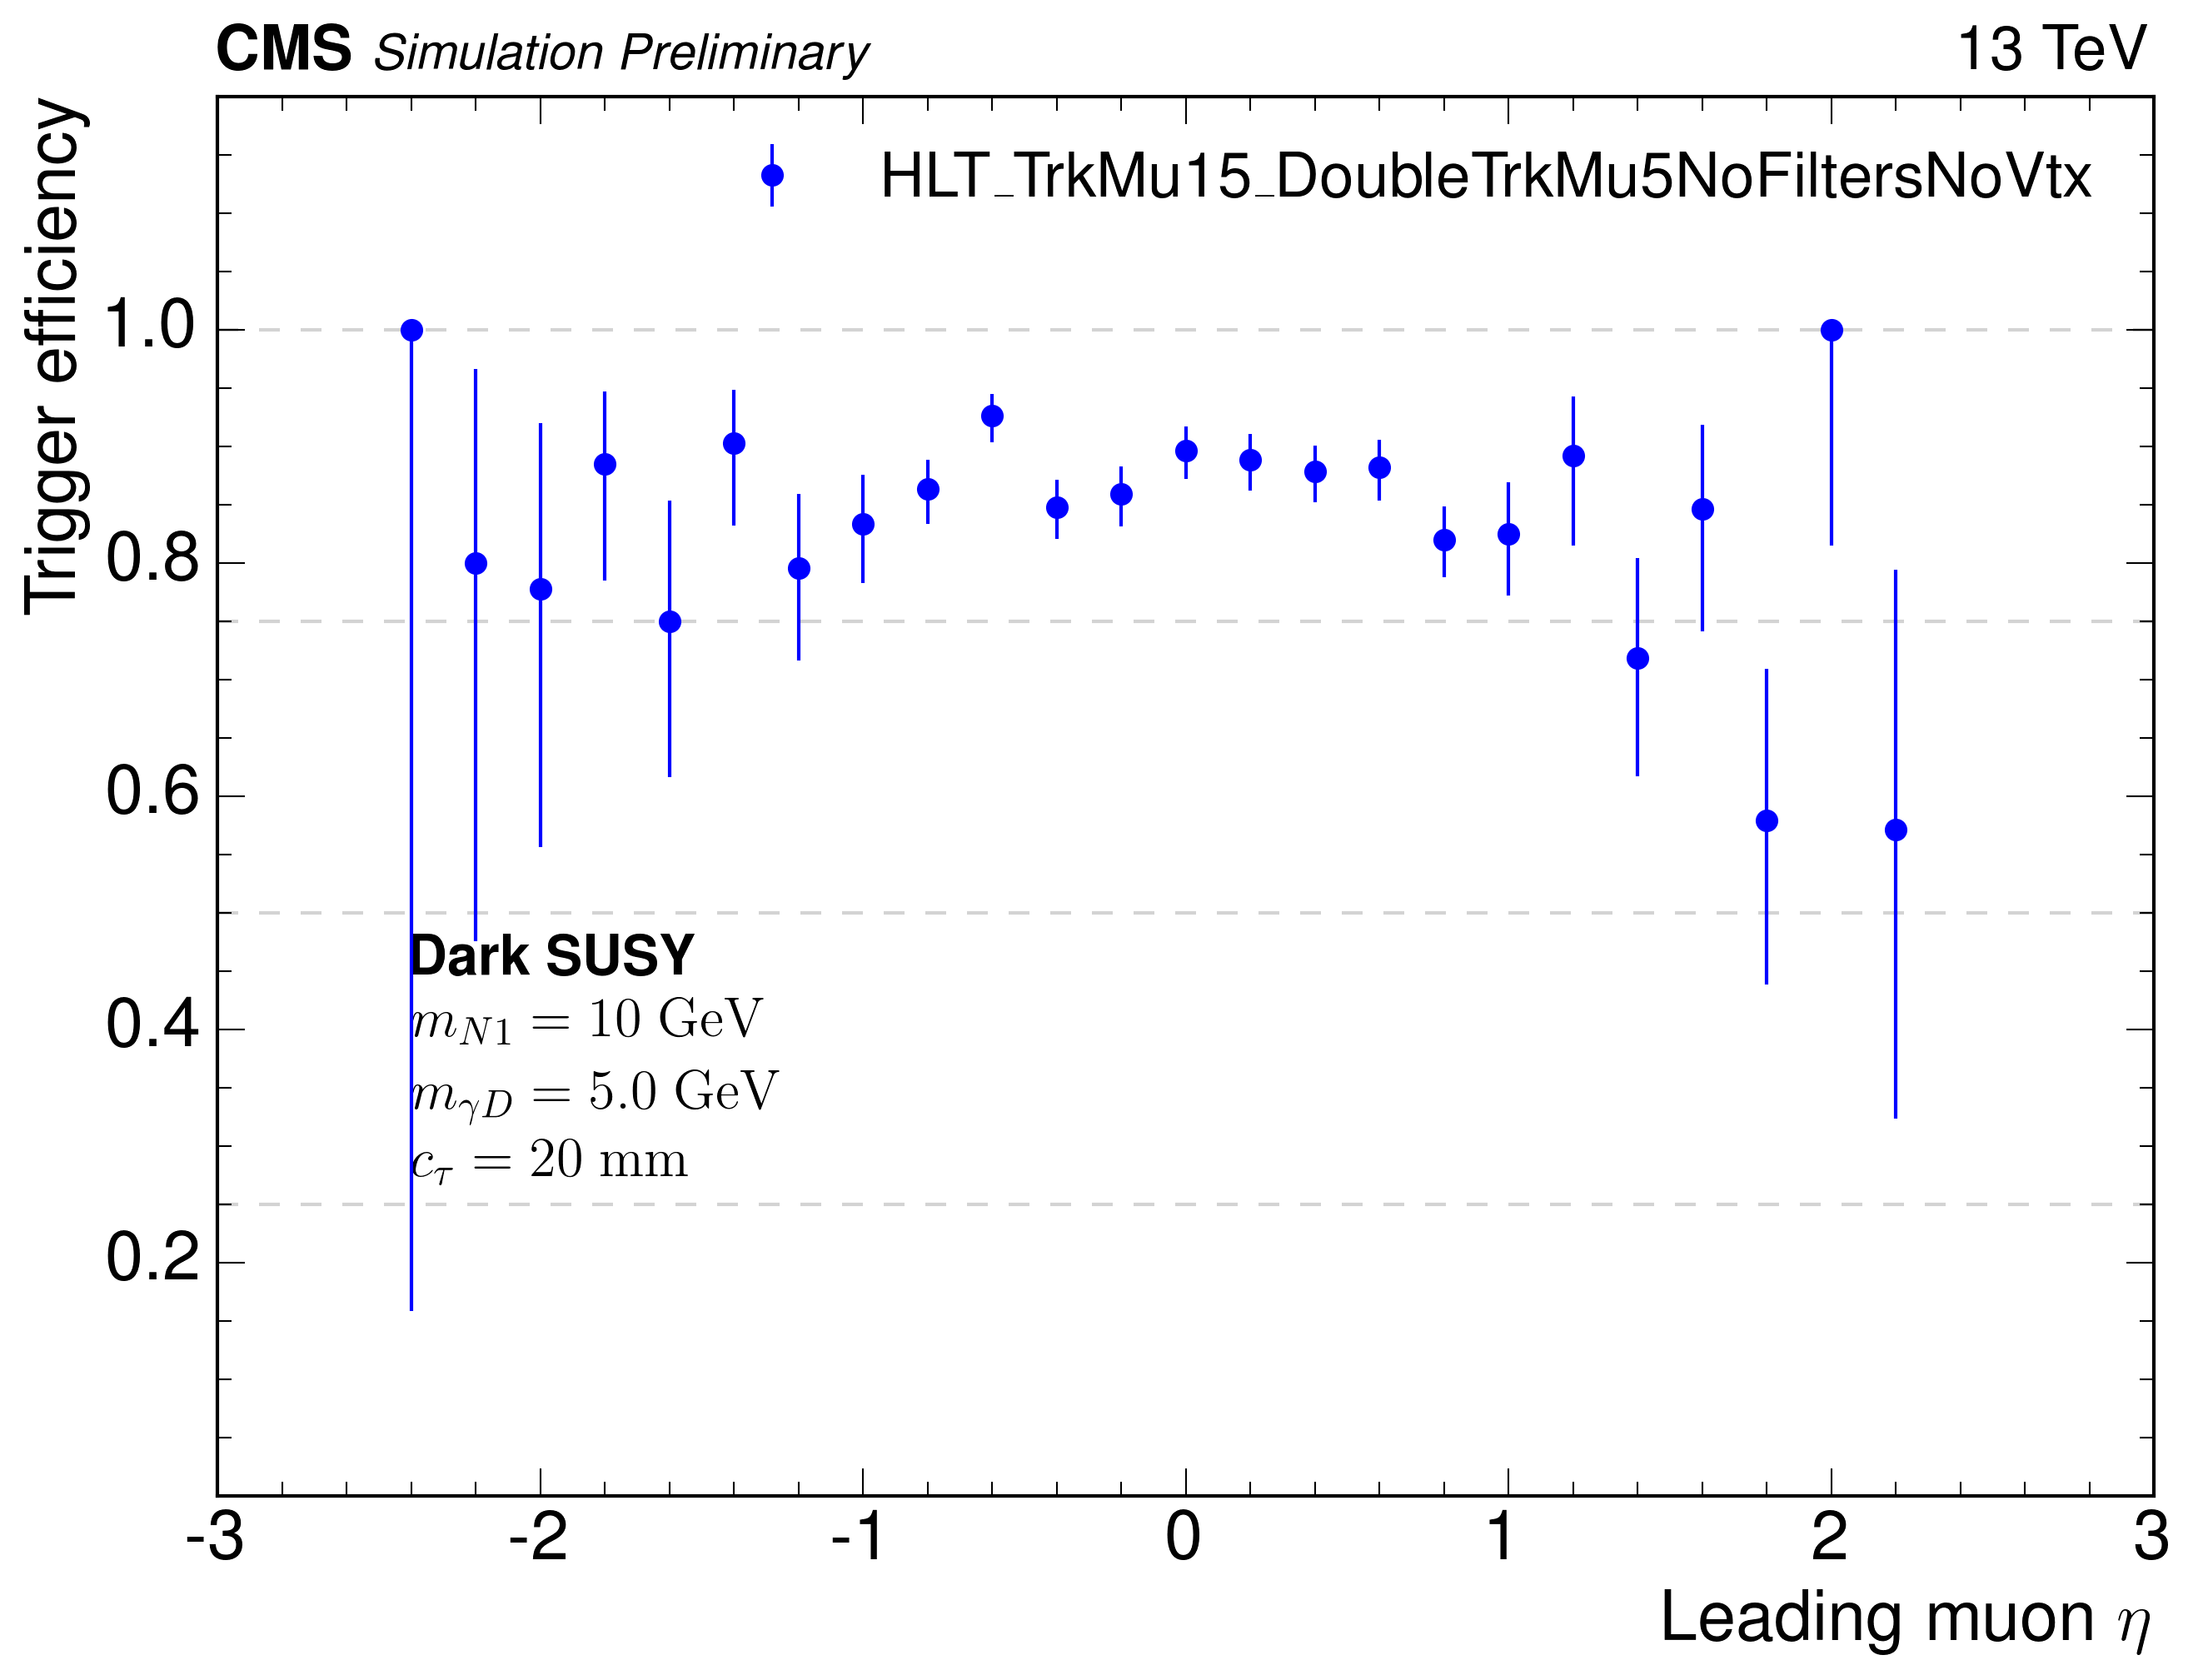 CMS Simulation Preliminary 13 TeV
Trigger efficiency
HLT_TrkMu15_DoubleTrkMu5NoFiltersNoVtx
1.0
0.8
0.6
0.4
0.2
Dark SUSY
m_{N1} = 10 GeV
m_{γD} = 5.0 GeV
c_τ = 20 mm
-3 -2 -1 0 1 2 3
Leading muon η